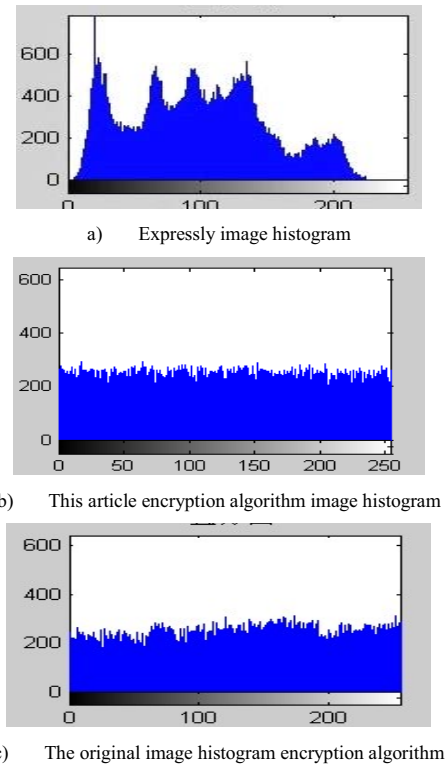 600
400
200
0
0 100 200
a) Expressly image histogram
600
400
200
0
0 50 100 150 200 250
b) This article encryption algorithm image histogram
600
400
200
0
0 100 200
c) The original image histogram encryption algorithm